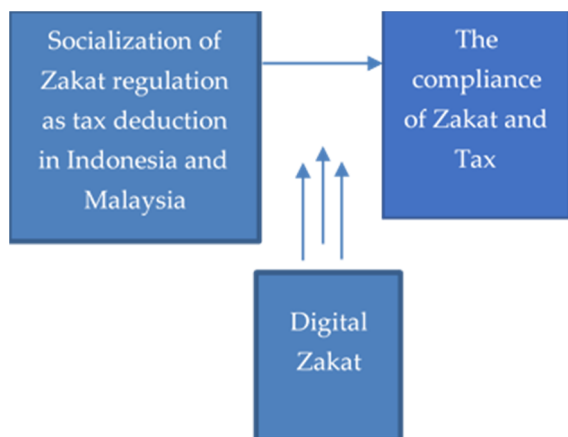 Socialization of
Zakat regulation
as tax deduction
in Indonesia and
Malaysia
The
compliance
of Zakat and
Tax
Digital
Zakat